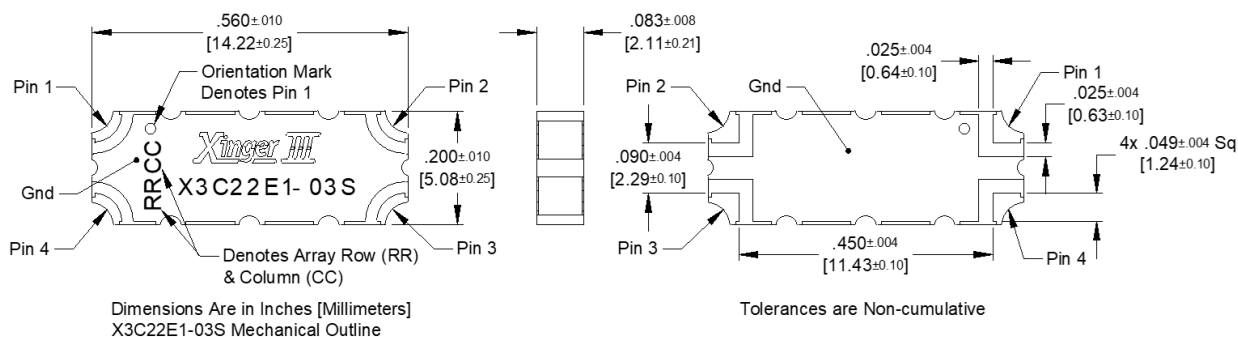 .560±.010
[14.22±0.25]
.083±.008
[2.11±0.21]
.025±.004
[0.64±0.10]
Pin 1
Orientation Mark
Denotes Pin 1
Pin 2
Pin 2
Gnd
Pin 1
.025±.004
[0.63±0.10]
Xinger III
X3C22E1-03S
RRCC
.200±.010
[5.08±0.25]
.090±.004
[2.29±0.10]
4x .049±.004 Sq
[1.24±0.10]
Gnd
Pin 4
Pin 3
Pin 3
Pin 4
.450±.004
[11.43±0.10]
Denotes Array Row (RR)
& Column (CC)
Dimensions Are in Inches [Millimeters]
X3C22E1-03S Mechanical Outline
Tolerances are Non-cumulative